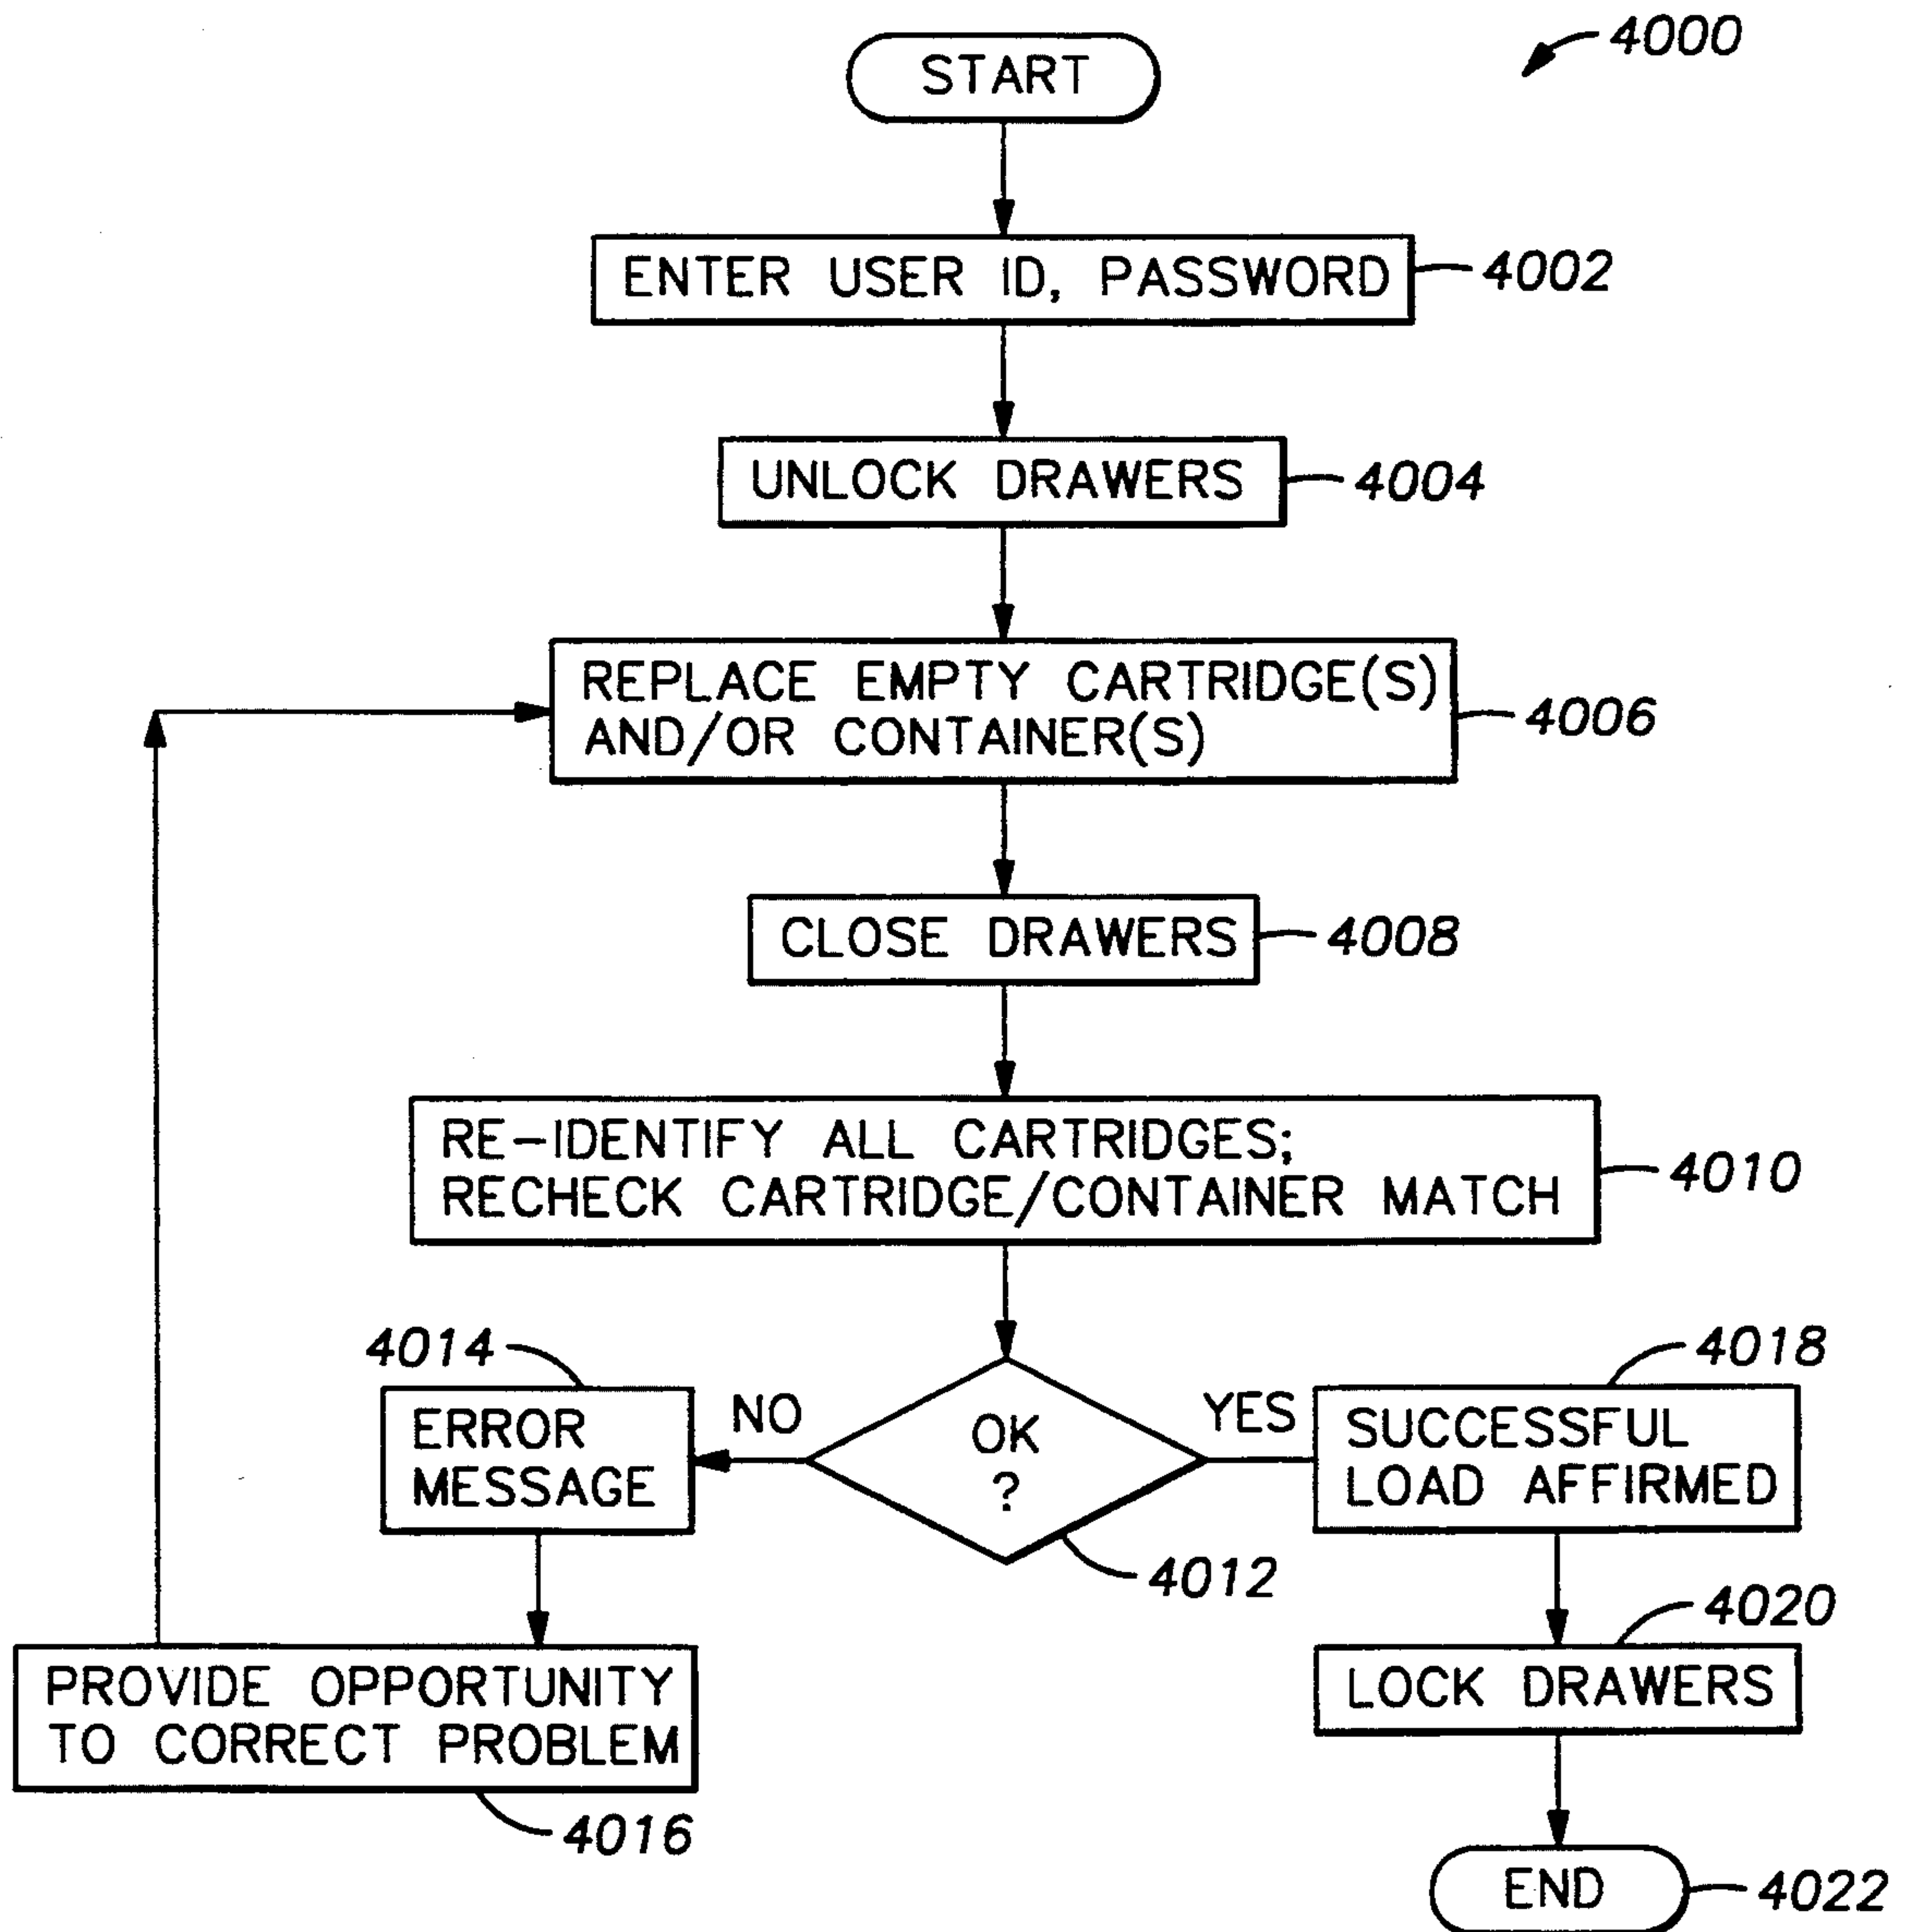 4000
START
ENTER USER ID, PASSWORD
4002
UNLOCK DRAWERS
4004
REPLACE EMPTY CARTRIDGE(S)
AND/OR CONTAINER(S)
4006
CLOSE DRAWERS
4008
RE-IDENTIFY ALL CARTRIDGES;
RECHECK CARTRIDGE/CONTAINER MATCH
4010
OK
?
4012
NO
4014
ERROR
MESSAGE
PROVIDE OPPORTUNITY
TO CORRECT PROBLEM
4016
YES
4018
SUCCESSFUL
LOAD AFFIRMED
4020
LOCK DRAWERS
END
4022